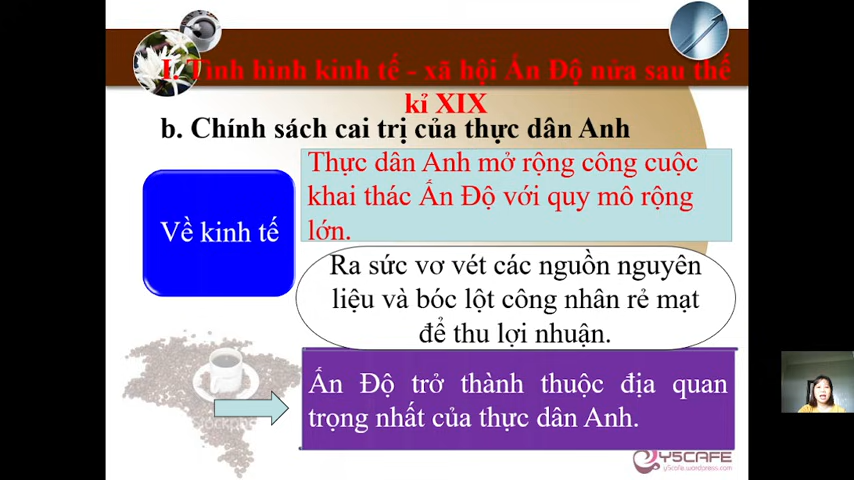 I. Tình hình kinh tế - xã hội Ấn Độ nửa sau thế
kỉ XIX
b. Chính sách cai trị của thực dân Anh
Về kinh tế
Thực dân Anh mở rộng công cuộc
khai thác Ấn Độ với quy mô rộng
lớn.
Ra sức vơ vét các nguồn nguyên
liệu và bóc lột công nhân rẻ mạt
để thu lợi nhuận.
Ấn Độ trở thành thuộc địa quan
trọng nhất của thực dân Anh.
Y5CAFE
y5cafe.wordpress.com